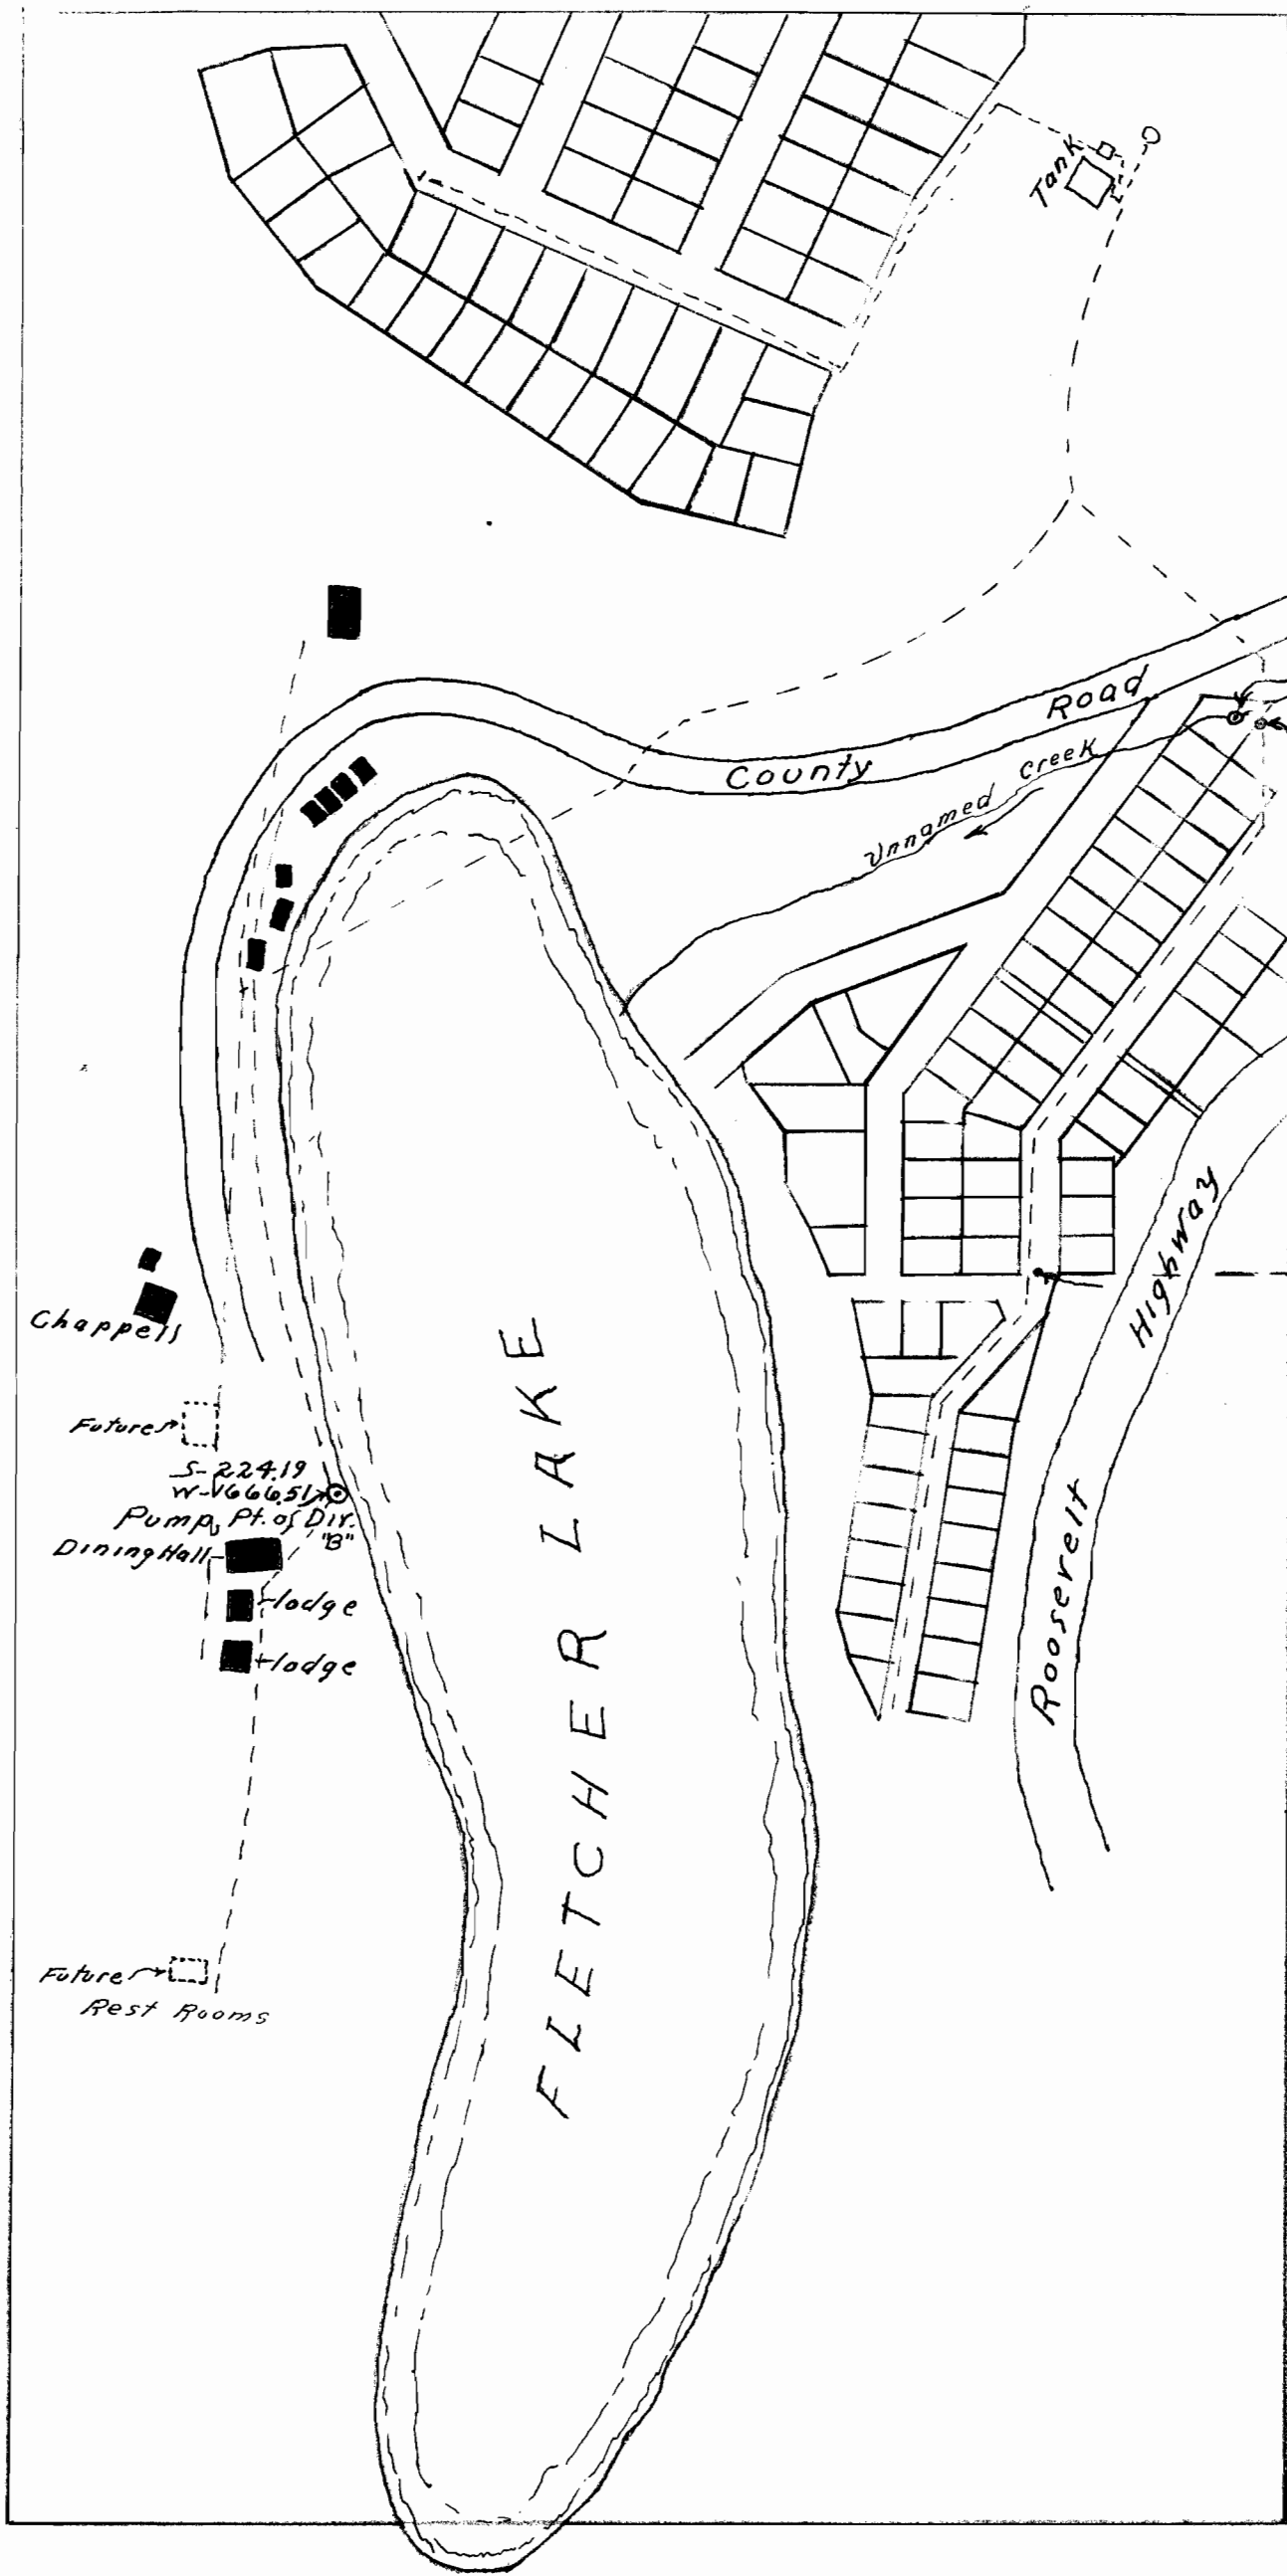 Tank
County Road
Unnamed Creek
Chappell
Future
S-224.19
W-1666.51
Pump, Pt. of Div.
"B"
Dining Hall
lodge
lodge
Future
Rest Rooms
FLETCHER LAKE
Roosevelt Highway